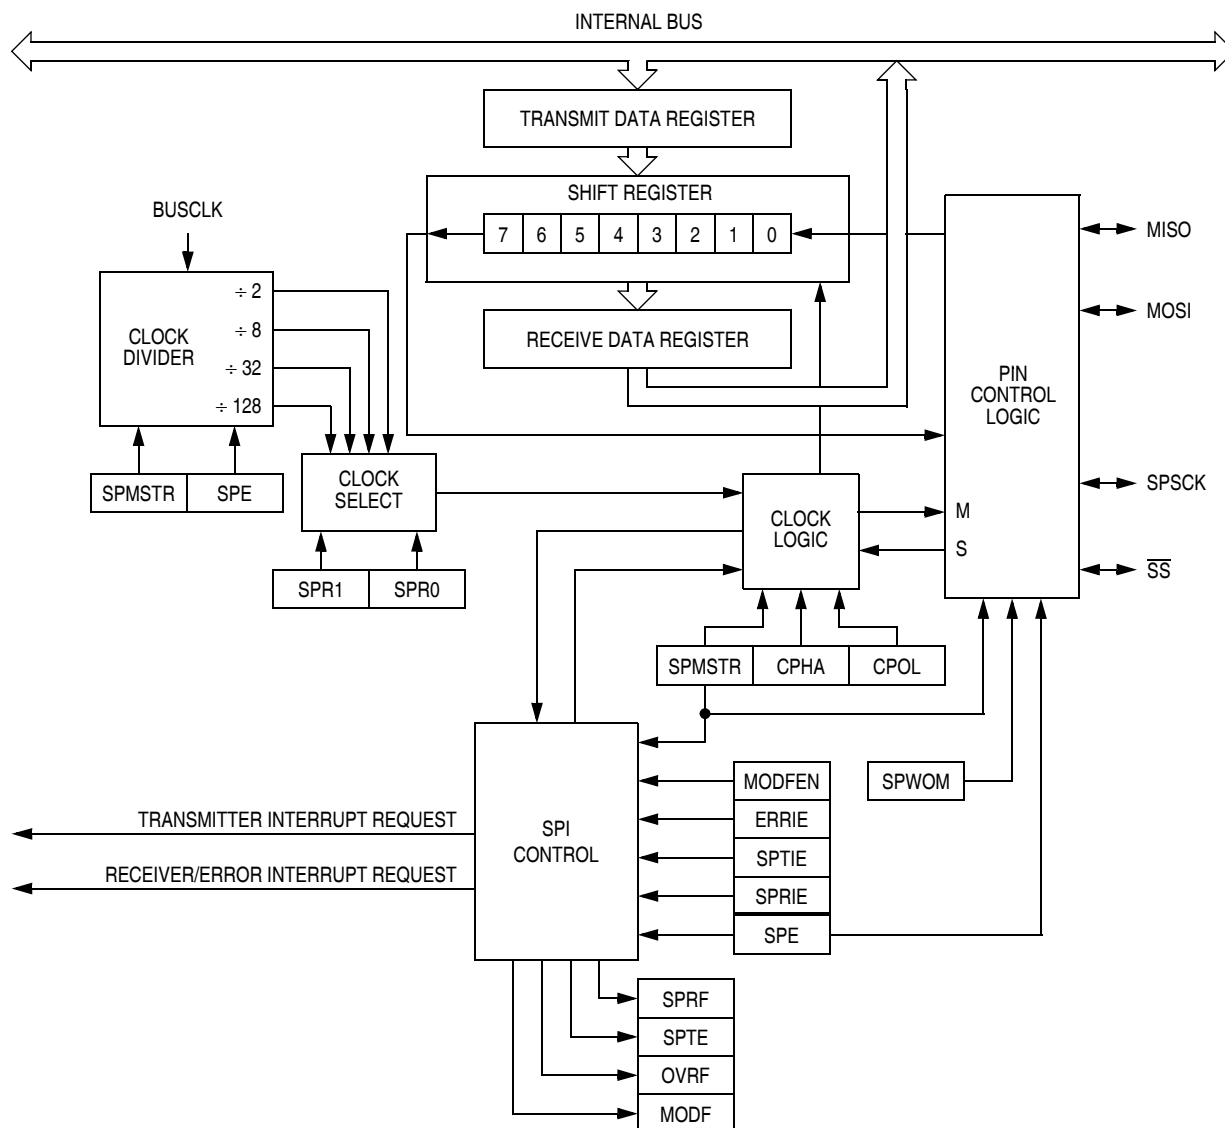 INTERNAL BUS
TRANSMIT DATA REGISTER
SHIFT REGISTER
7 6 5 4 3 2 1 0
RECEIVE DATA REGISTER
BUSCLK
CLOCK
DIVIDER
÷ 2
÷ 8
÷ 32
÷ 128
SPMSTR SPE
CLOCK
SELECT
SPR1 SPR0
CLOCK
LOGIC
PIN
CONTROL
LOGIC
M
S
MISO
MOSI
SPSCK
S̅S̅
SPMSTR CPHA CPOL
SPI
CONTROL
TRANSMITTER INTERRUPT REQUEST
RECEIVER/ERROR INTERRUPT REQUEST
MODFEN
ERRIE
SPTIE
SPRIE
SPE
SPWOM
SPRF
SPTE
OVRF
MODF